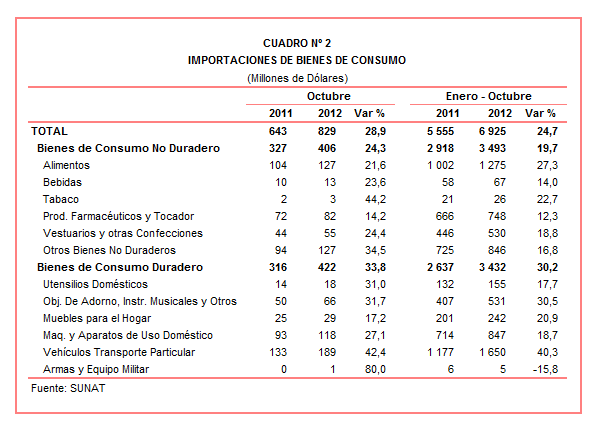 CUADRO Nº 2
IMPORTACIONES DE BIENES DE CONSUMO
(Millones de Dólares)
Octubre Enero - Octubre
2011 2012 Var % 2011 2012 Var %
TOTAL 643 829 28,9 5 555 6 925 24,7
Bienes de Consumo No Duradero 327 406 24,3 2 918 3 493 19,7
Alimentos 104 127 21,6 1 002 1 275 27,3
Bebidas 10 13 23,6 58 67 14,0
Tabaco 2 3 44,2 21 26 22,7
Prod. Farmacéuticos y Tocador 72 82 14,2 666 748 12,3
Vestuarios y otras Confecciones 44 55 24,4 446 530 18,8
Otros Bienes No Duraderos 94 127 34,5 725 846 16,8
Bienes de Consumo Duradero 316 422 33,8 2 637 3 432 30,2
Utensilios Domésticos 14 18 31,0 132 155 17,7
Obj. De Adorno, Instr. Musicales y Otros 50 66 31,7 407 531 30,5
Muebles para el Hogar 25 29 17,2 201 242 20,9
Maq. y Aparatos de Uso Doméstico 93 118 27,1 714 847 18,7
Vehículos Transporte Particular 133 189 42,4 1 177 1 650 40,3
Armas y Equipo Militar 0 1 80,0 6 5 -15,8
Fuente: SUNAT